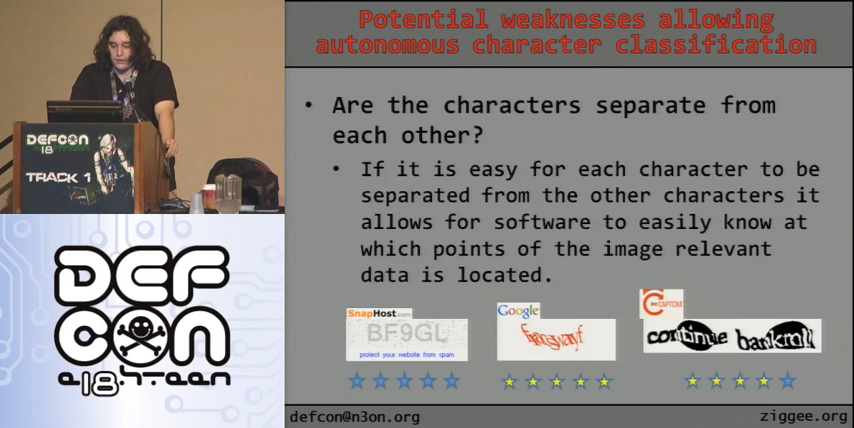 Potential weaknesses allowing
autonomous character classification
• Are the characters separate from
each other?
• If it is easy for each character to be
separated from the other characters it
allows for software to easily know at
which points of the image relevant
data is located.
SnapHost.com
BF9GL
protect your website from spam
Google
CAPTCHA
continue bankroll
defcon@n3on.org
ziggee.org
DEFCON
18
TRACK 1
DEF
CON
e18hteen